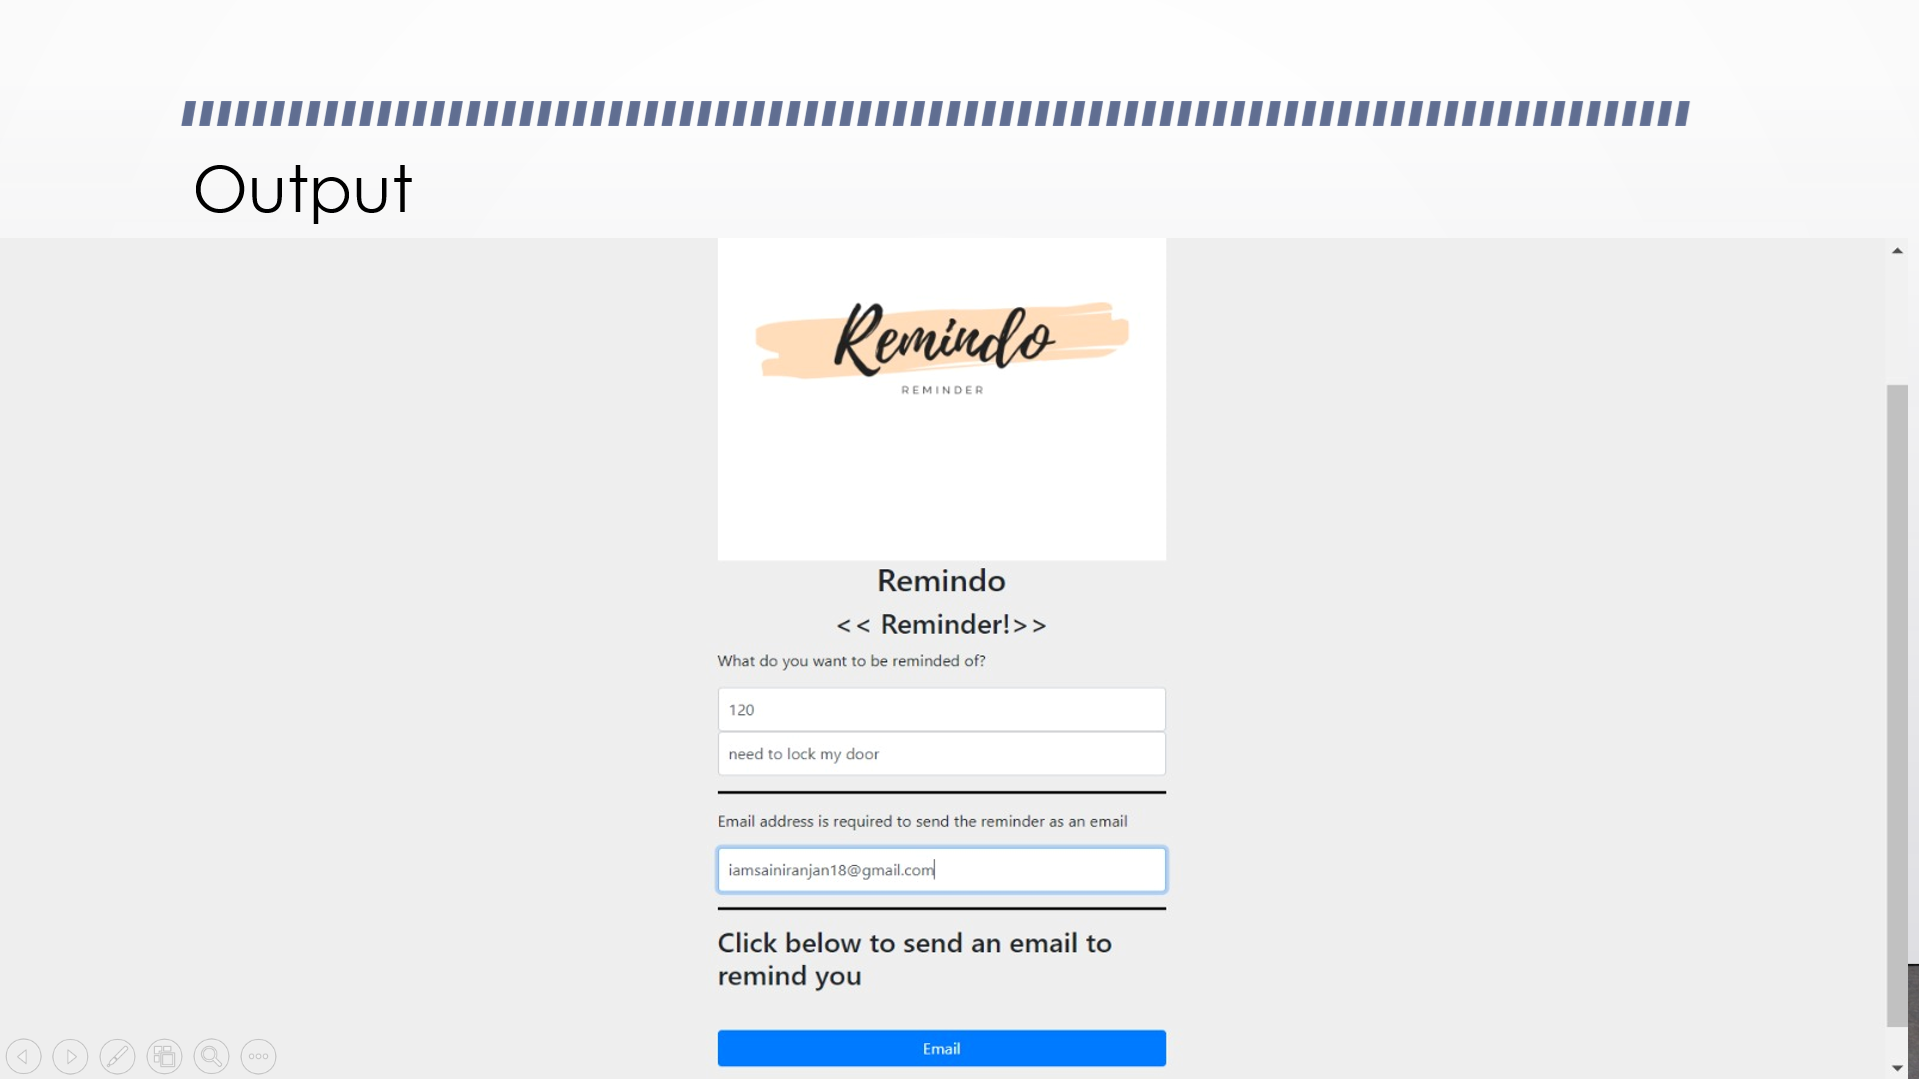 Output
Remindo
REMINDER
Remindo
<< Reminder!>>
What do you want to be reminded of?
120
need to lock my door
Email address is required to send the reminder as an email
iamsainiranjan18@gmail.com
Click below to send an email to
remind you
Email